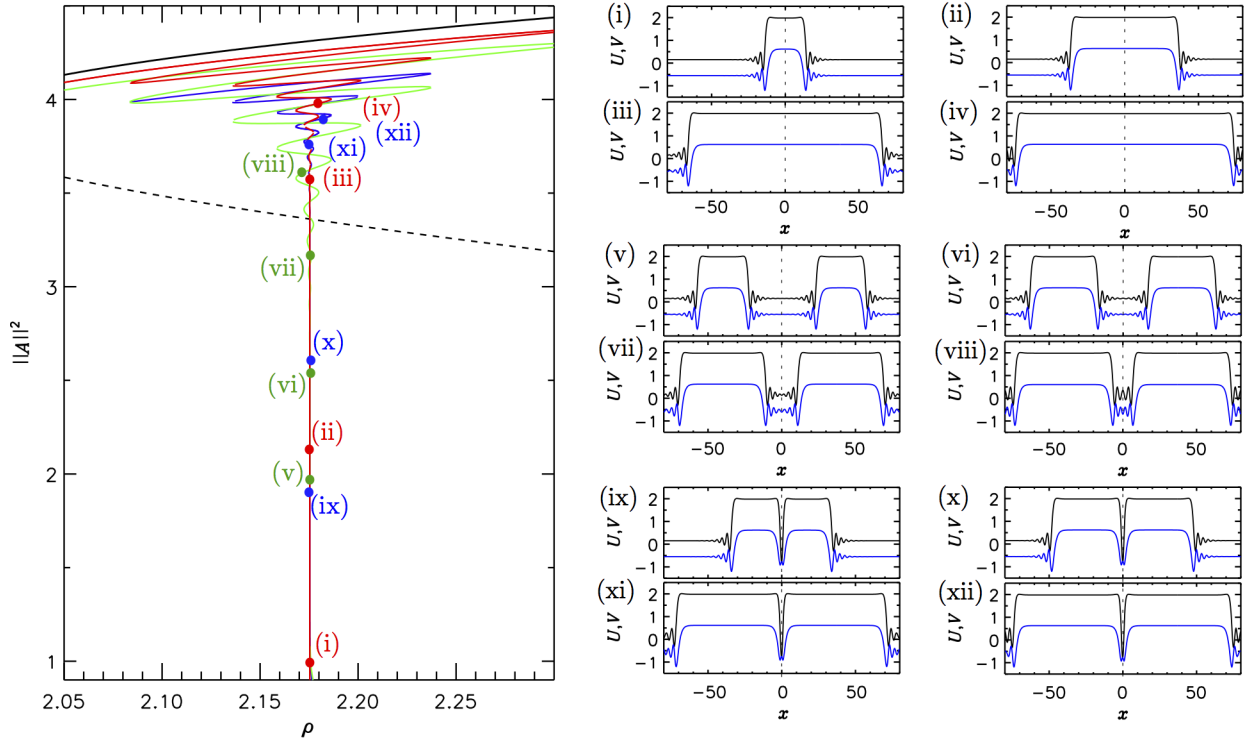 (i)
(ii)
2
1
0
−1
U,V
2
1
0
−1
U,V
(iii)
(iv)
2
1
0
−1
U,V
2
1
0
−1
U,V
−50
0
50
x
−50
0
50
x
(v)
(vi)
2
1
0
−1
U,V
2
1
0
−1
U,V
(vii)
(viii)
2
1
0
−1
U,V
2
1
0
−1
U,V
−50
0
50
x
−50
0
50
x
(ix)
(x)
2
1
0
−1
U,V
2
1
0
−1
U,V
(xi)
(xii)
2
1
0
−1
U,V
2
1
0
−1
U,V
−50
0
50
x
−50
0
50
x
4
3
2
1
||A||²
(iv)
(xii)
(xi)
(viii)
(iii)
(vii)
(x)
(vi)
(ii)
(v)
(ix)
(i)
2.05
2.10
2.15
2.20
2.25
ρ